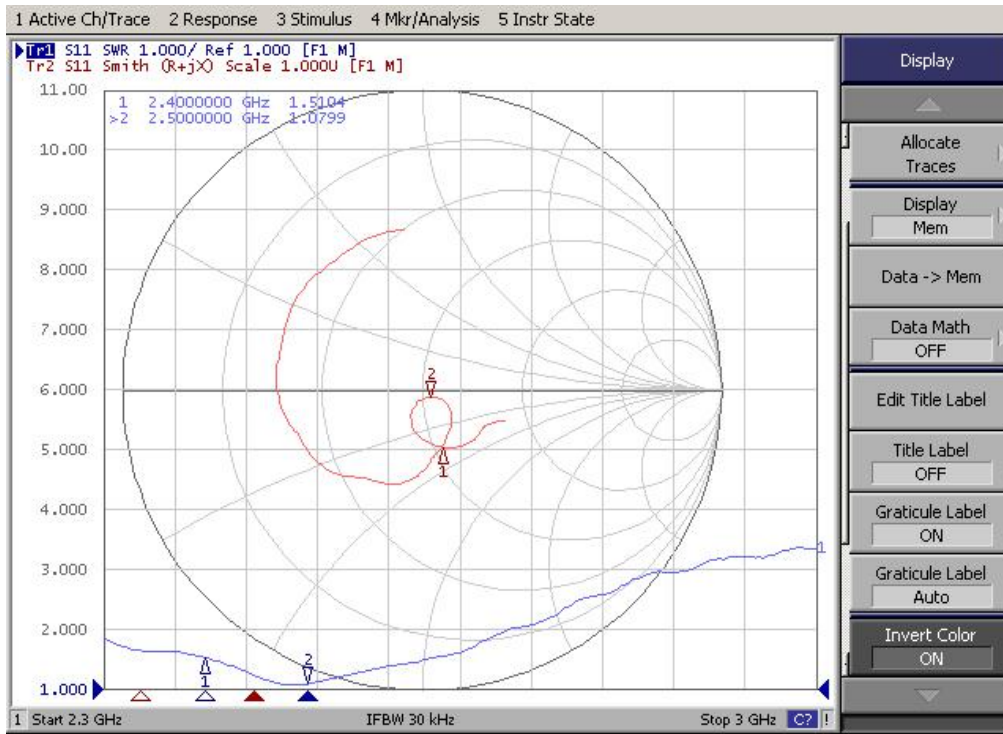 1 Active Ch/Trace 2 Response 3 Stimulus 4 Mkr/Analysis 5 Instr State
Tr1 S11 SWR 1.000/ Ref 1.000 [F1 M]
Tr2 S11 Smith (R+jX) Scale 1.000U [F1 M]
11.00
1 2.4000000 GHz 1.5104
>2 2.5000000 GHz 1.0799
10.00
9.000
8.000
7.000
6.000
5.000
4.000
3.000
2.000
1.000
2
1
1
2
1
1 Start 2.3 GHz IFBW 30 kHz Stop 3 GHz C? !
Display
Allocate
Traces
Display
Mem
Data -> Mem
Data Math
OFF
Edit Title Label
Title Label
OFF
Graticule Label
ON
Graticule Label
Auto
Invert Color
ON